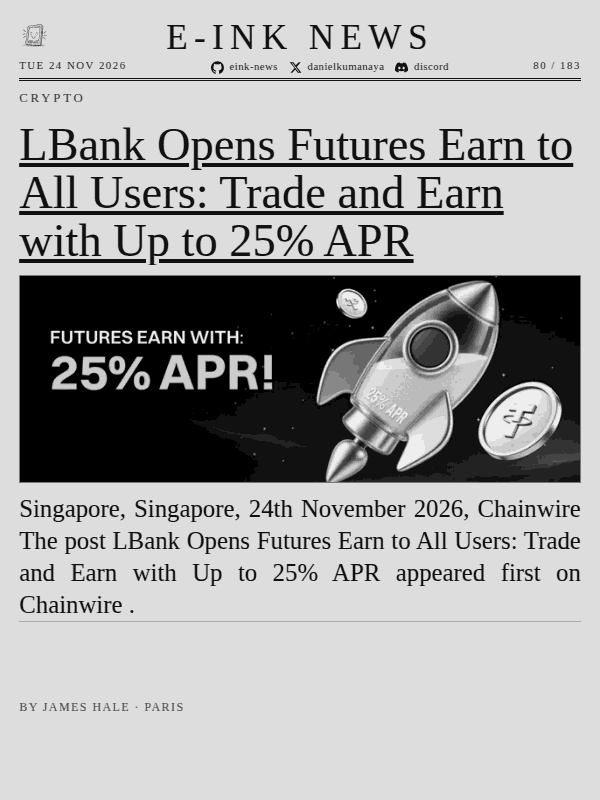 E-INK NEWS
TUE 24 NOV 2026
eink-news danielkumanaya discord
80 / 183
CRYPTO
LBank Opens Futures Earn to
All Users: Trade and Earn
with Up to 25% APR
FUTURES EARN WITH:
25% APR!
25% APR
Singapore, Singapore, 24th November 2026, Chainwire
The post LBank Opens Futures Earn to All Users: Trade
and Earn with Up to 25% APR appeared first on
Chainwire .
BY JAMES HALE · PARIS